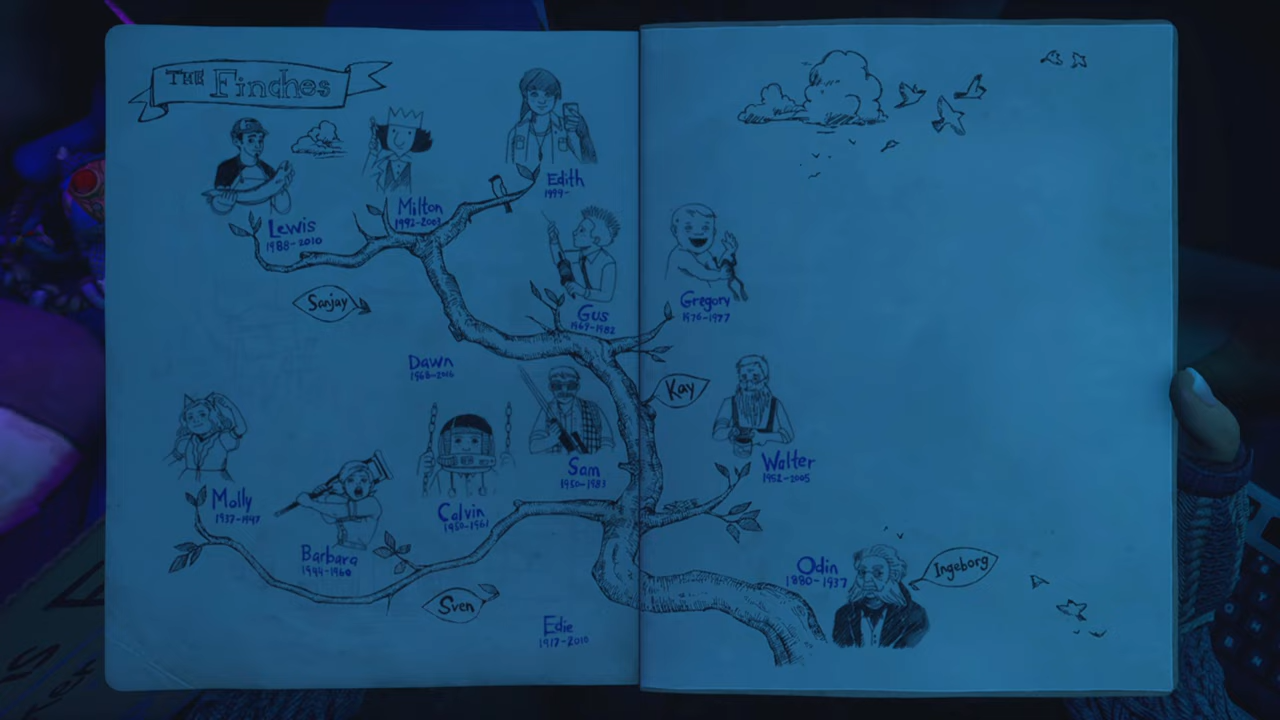 THE Finches
Edith
1999-
Milton
1992-2003
Lewis
1988-2010
Sanjay
Gregory
1976-1977
Gus
1969-1982
Dawn
1968-2016
Kay
Walter
1952-2005
Sam
1950-1983
Calvin
1950-1961
Molly
1937-1947
Barbara
1944-1960
Sven
Edie
1917-2010
Odin
1880-1937
Ingeborg